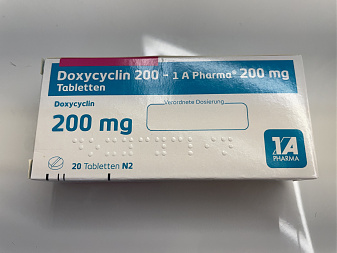 Doxycyclin 200 - 1 A Pharma® 200 mg
Tabletten
Doxycyclin
Verordnete Dosierung
200 mg
20 Tabletten N2
1A
PHARMA